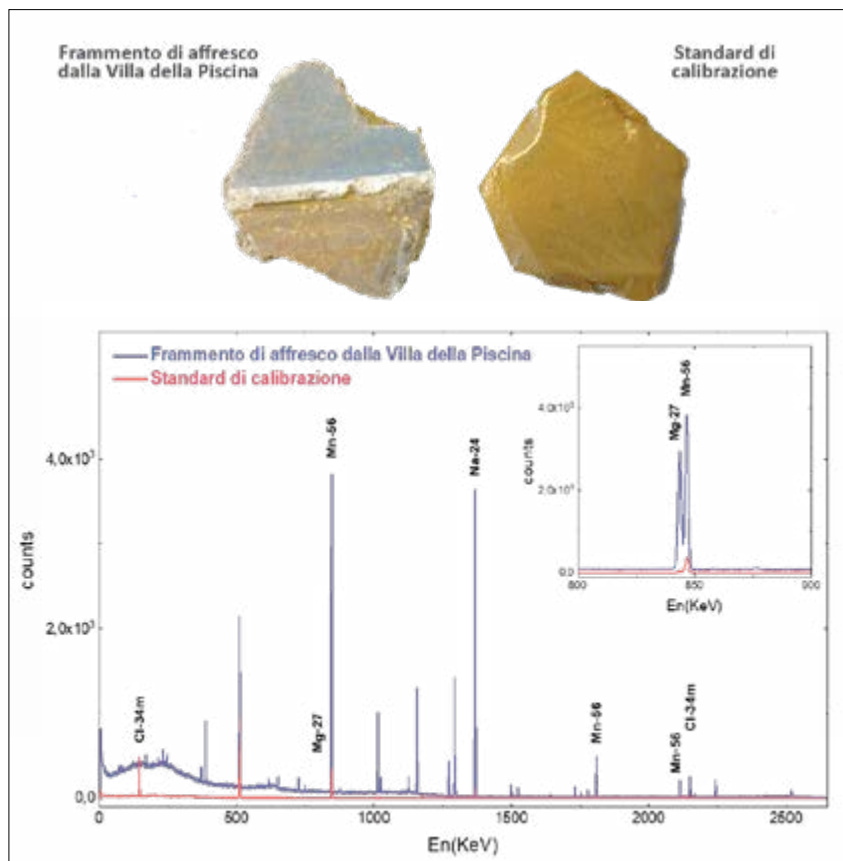 Frammento di affresco
dalla Villa della Piscina
Standard di
calibrazione
Frammento di affresco dalla Villa della Piscina
Standard di calibrazione
counts
4,0x10³
2,0x10³
0,0
0
500
1000
1500
2000
2500
En(KeV)
Cl-34m
Mg-27
Mn-56
Na-24
Mn-56
Mn-56
Cl-34m
counts
4,0x10³
2,0x10³
0,0
800
850
900
En(KeV)
Mg-27
Mn-56